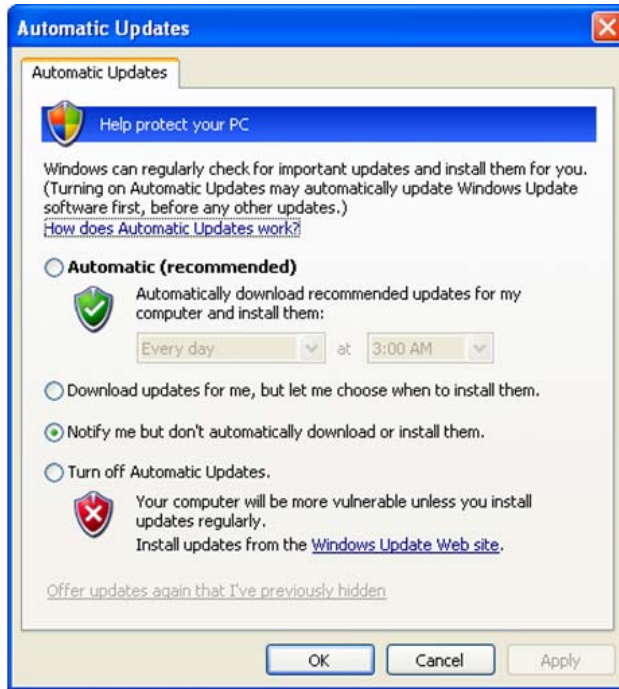 Automatic Updates
Automatic Updates
Help protect your PC
Windows can regularly check for important updates and install them for you.
(Turning on Automatic Updates may automatically update Windows Update
software first, before any other updates.)
How does Automatic Updates work?
Automatic (recommended)
Automatically download recommended updates for my
computer and install them:
Every day at 3:00 AM
Download updates for me, but let me choose when to install them.
Notify me but don't automatically download or install them.
Turn off Automatic Updates.
Your computer will be more vulnerable unless you install
updates regularly.
Install updates from the Windows Update Web site.
Offer updates again that I've previously hidden
OK Cancel Apply